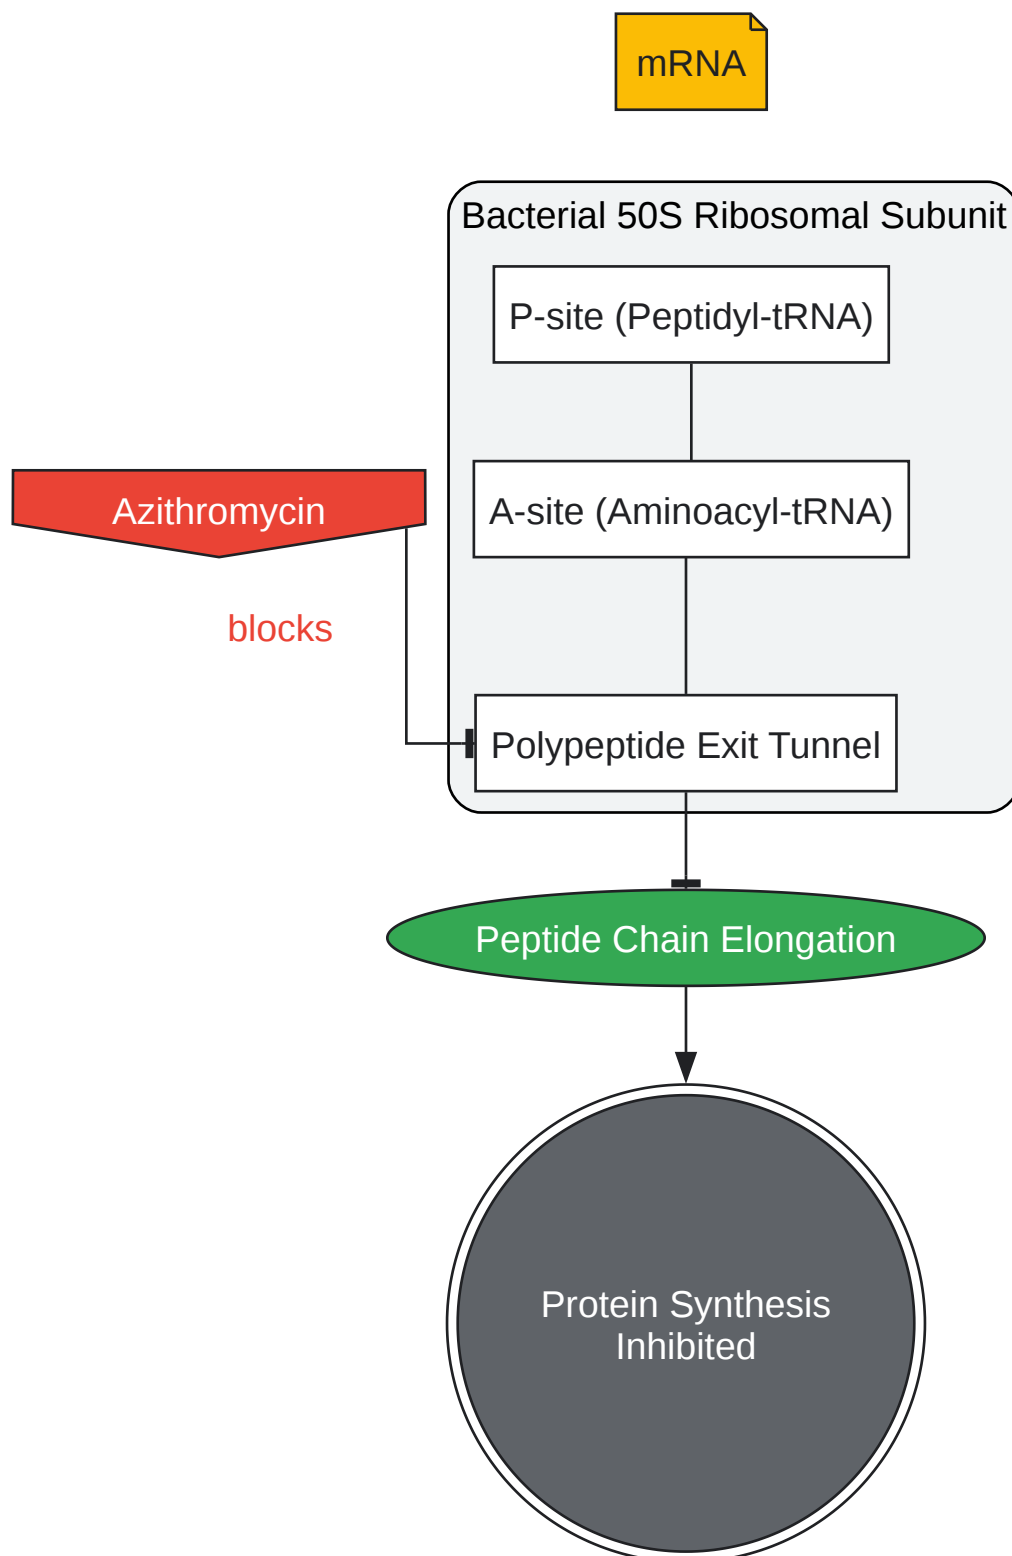 mRNA
Bacterial 50S Ribosomal Subunit
P-site (Peptidyl-tRNA)
Azithromycin
A-site (Aminoacyl-tRNA)
blocks
Polypeptide Exit Tunnel
Peptide Chain Elongation
Protein Synthesis
Inhibited